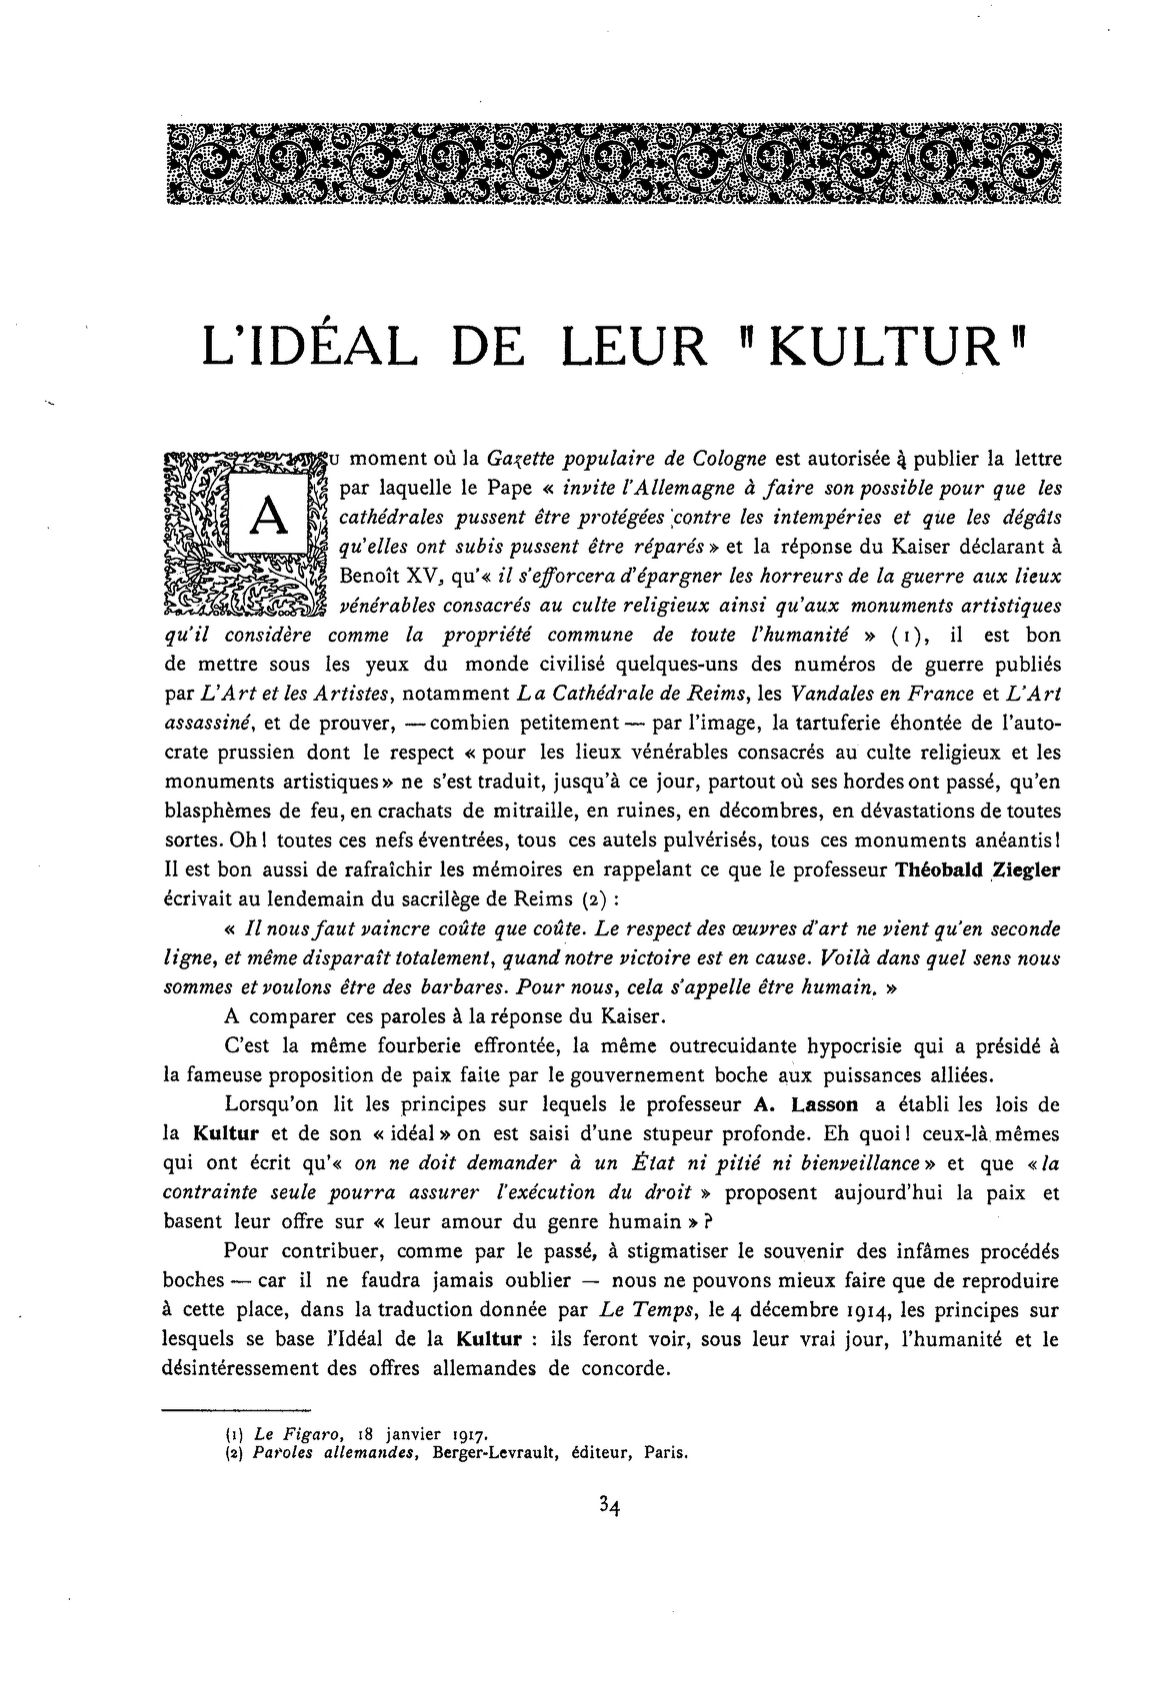 L'IDÉAL DE LEUR "KULTUR"
AU moment où la Gazette populaire de Cologne est autorisée à publier la lettre
par laquelle le Pape « invite l'Allemagne à faire son possible pour que les
cathédrales pussent être protégées contre les intempéries et que les dégâts
qu'elles ont subis pussent être réparés » et la réponse du Kaiser déclarant à
Benoît XV, qu'« il s'efforcera d'épargner les horreurs de la guerre aux lieux
vénérables consacrés au culte religieux ainsi qu'aux monuments artistiques
qu'il considère comme la propriété commune de toute l'humanité » (1), il est bon
de mettre sous les yeux du monde civilisé quelques-uns des numéros de guerre publiés
par L'Art et les Artistes, notamment La Cathédrale de Reims, les Vandales en France et L'Art
assassiné, et de prouver, — combien petitement — par l'image, la tartuferie éhontée de l'auto-
crate prussien dont le respect « pour les lieux vénérables consacrés au culte religieux et les
monuments artistiques » ne s'est traduit, jusqu'à ce jour, partout où ses hordes ont passé, qu'en
blasphèmes de feu, en crachats de mitraille, en ruines, en décombres, en dévastations de toutes
sortes. Oh! toutes ces nefs éventrées, tous ces autels pulvérisés, tous ces monuments anéantis!
Il est bon aussi de rafraîchir les mémoires en rappelant ce que le professeur Théobald Ziegler
écrivait au lendemain du sacrilège de Reims (2) :
« Il nous faut vaincre coûte que coûte. Le respect des œuvres d'art ne vient qu'en seconde
ligne, et même disparaît totalement, quand notre victoire est en cause. Voilà dans quel sens nous
sommes et voulons être des barbares. Pour nous, cela s'appelle être humain. »
A comparer ces paroles à la réponse du Kaiser.
C'est la même fourberie effrontée, la même outrecuidante hypocrisie qui a présidé à
la fameuse proposition de paix faite par le gouvernement boche aux puissances alliées.
Lorsqu'on lit les principes sur lequels le professeur A. Lasson a établi les lois de
la Kultur et de son « idéal » on est saisi d'une stupeur profonde. Eh quoi! ceux-là mêmes
qui ont écrit qu'« on ne doit demander à un État ni pitié ni bienveillance » et que « la
contrainte seule pourra assurer l'exécution du droit » proposent aujourd'hui la paix et
basent leur offre sur « leur amour du genre humain » ?
Pour contribuer, comme par le passé, à stigmatiser le souvenir des infâmes procédés
boches — car il ne faudra jamais oublier — nous ne pouvons mieux faire que de reproduire
à cette place, dans la traduction donnée par Le Temps, le 4 décembre 1914, les principes sur
lesquels se base l'Idéal de la Kultur : ils feront voir, sous leur vrai jour, l'humanité et le
désintéressement des offres allemandes de concorde.
(1) Le Figaro, 18 janvier 1917.
(2) Paroles allemandes, Berger-Levrault, éditeur, Paris.
34